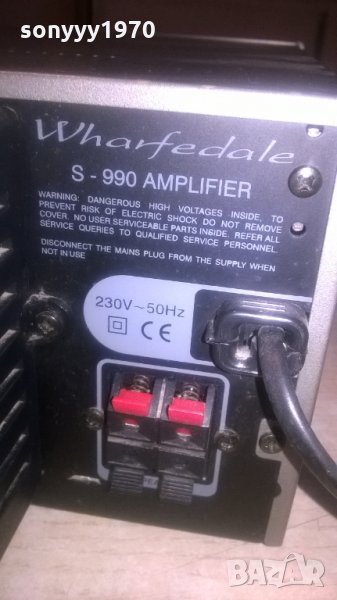 sonyyy1970
Wharfedale
S - 990 AMPLIFIER
WARNING: DANGEROUS HIGH VOLTAGES INSIDE, TO
PREVENT RISK OF ELECTRIC SHOCK DO NOT REMOVE
COVER. NO USER SERVICEABLE PARTS INSIDE. REFER ALL
SERVICE QUERIES TO QUALIFIED SERVICE PERSONNEL.
DISCONNECT THE MAINS PLUG FROM THE SUPPLY WHEN
NOT IN USE
230V~50Hz
CE
BAZAR.bg